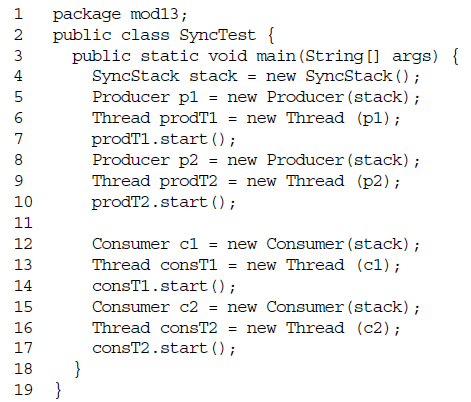 1 package mod13;
2 public class SyncTest {
3 public static void main(String[] args) {
4 SyncStack stack = new SyncStack();
5 Producer p1 = new Producer(stack);
6 Thread prodT1 = new Thread (p1);
7 prodT1.start();
8 Producer p2 = new Producer(stack);
9 Thread prodT2 = new Thread (p2);
10 prodT2.start();
11
12 Consumer c1 = new Consumer(stack);
13 Thread consT1 = new Thread (c1);
14 consT1.start();
15 Consumer c2 = new Consumer(stack);
16 Thread consT2 = new Thread (c2);
17 consT2.start();
18 }
19 }